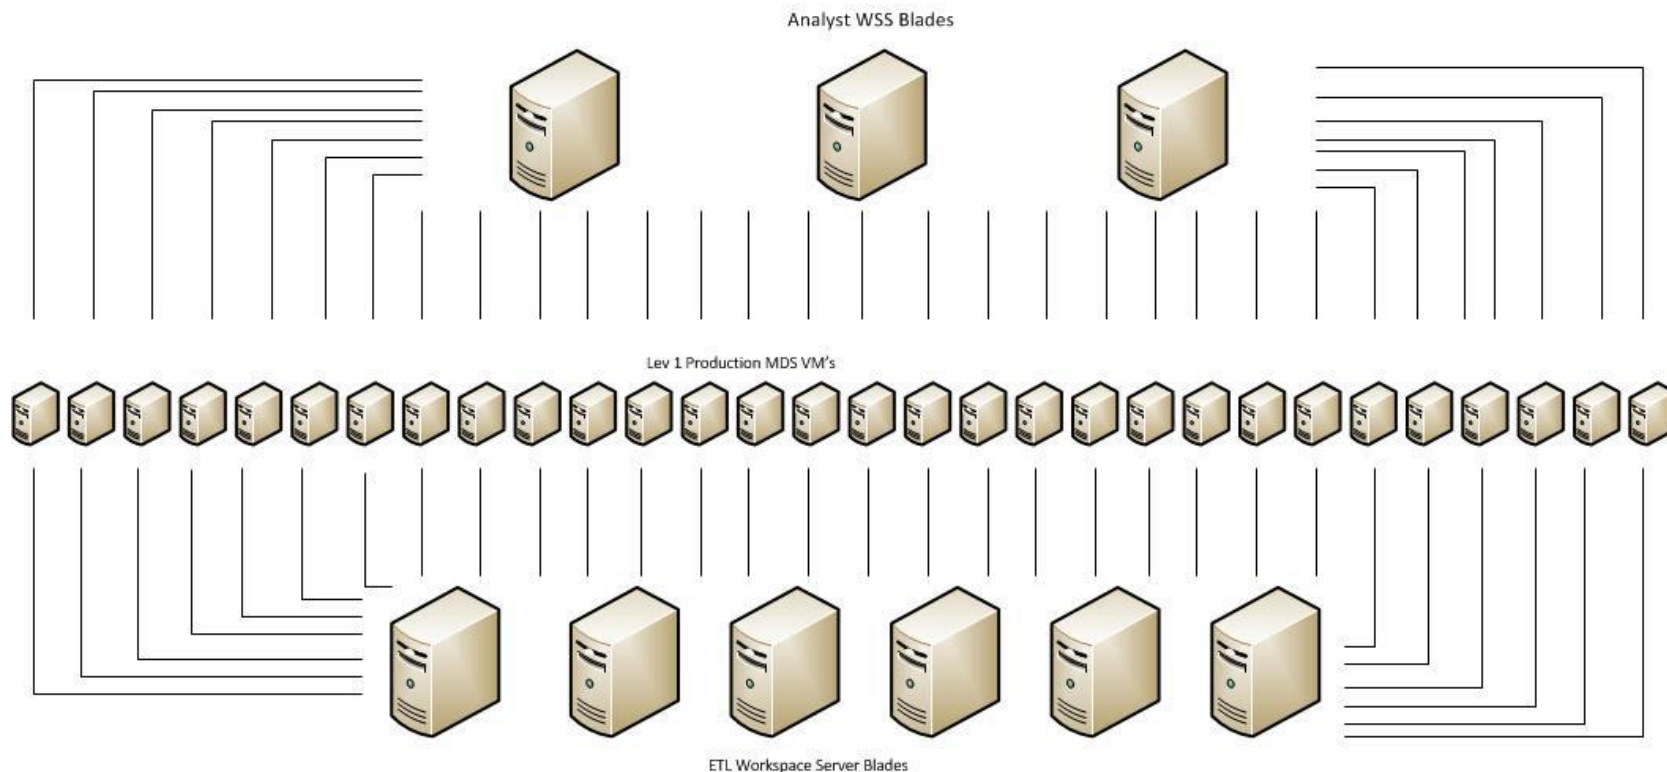 Analyst WSS Blades
Lev 1 Production MDS VM's
ETL Workspace Server Blades